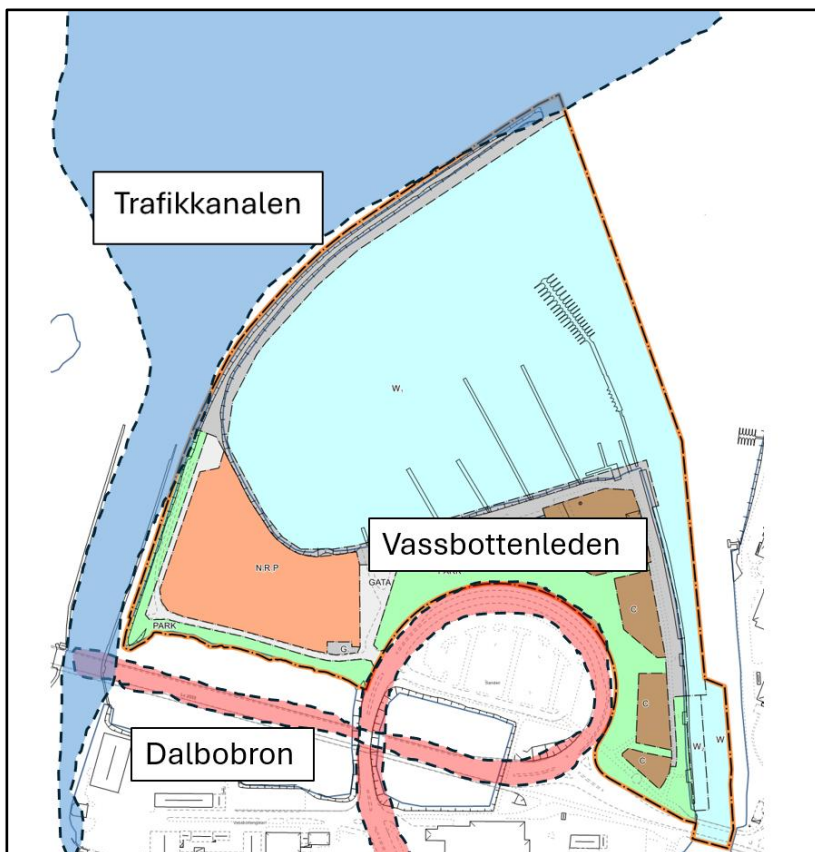 Trafikkanalen
W₁
Vassbottenleden
N.R.P
GATA
PARK
C
PARK
G
C
Dalbobron
C
W₂
W
C